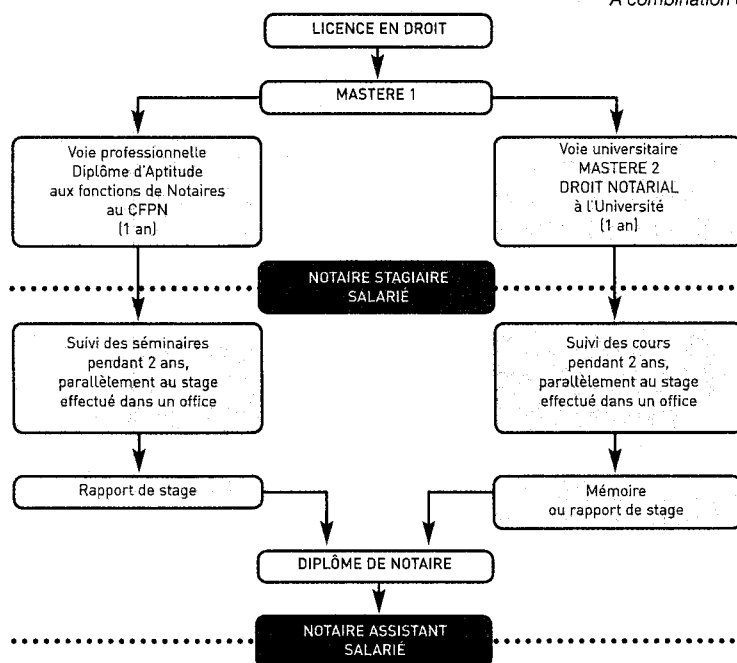 A combination
LICENCE EN DROIT
MASTERE 1
Voie professionnelle
Diplôme d'Aptitude
aux fonctions de Notaires
au CFPN
(1 an)
Voie universitaire
MASTERE 2
DROIT NOTARIAL
à l'Université
(1 an)
NOTAIRE STAGIAIRE
SALARIÉ
Suivi des séminaires
pendant 2 ans,
parallèlement au stage
effectué dans un office
Suivi des cours
pendant 2 ans,
parallèlement au stage
effectué dans un office
Rapport de stage
Mémoire
ou rapport de stage
DIPLÔME DE NOTAIRE
NOTAIRE ASSISTANT
SALARIÉ